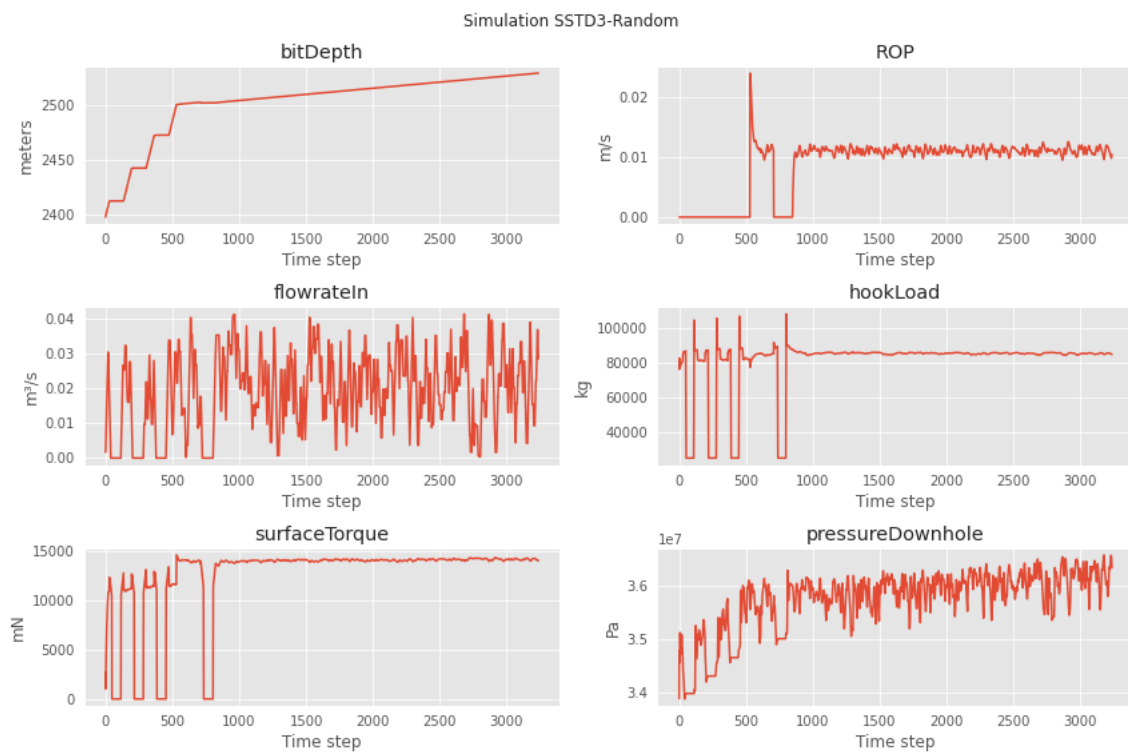 Simulation SSTD3-Random
bitDepth
meters
2500
2450
2400
0 500 1000 1500 2000 2500 3000
Time step
ROP
m/s
0.02
0.01
0.00
0 500 1000 1500 2000 2500 3000
Time step
flowrateIn
m³/s
0.04
0.03
0.02
0.01
0.00
0 500 1000 1500 2000 2500 3000
Time step
hookLoad
kg
100000
80000
60000
40000
0 500 1000 1500 2000 2500 3000
Time step
surfaceTorque
mN
15000
10000
5000
0
0 500 1000 1500 2000 2500 3000
Time step
pressureDownhole
1e7
Pa
3.6
3.5
3.4
0 500 1000 1500 2000 2500 3000
Time step